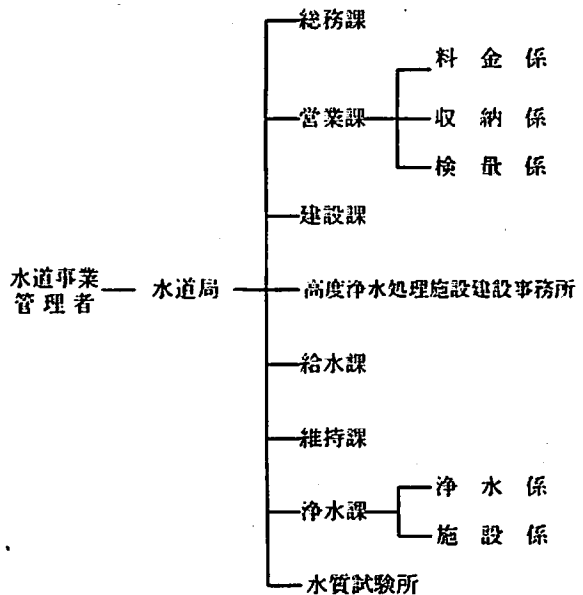 総務課
営業課
料金係
収納係
検量係
建設課
水道事業
管理者
水道局
高度浄水処理施設建設事務所
給水課
維持課
浄水課
浄水係
施設係
水質試験所